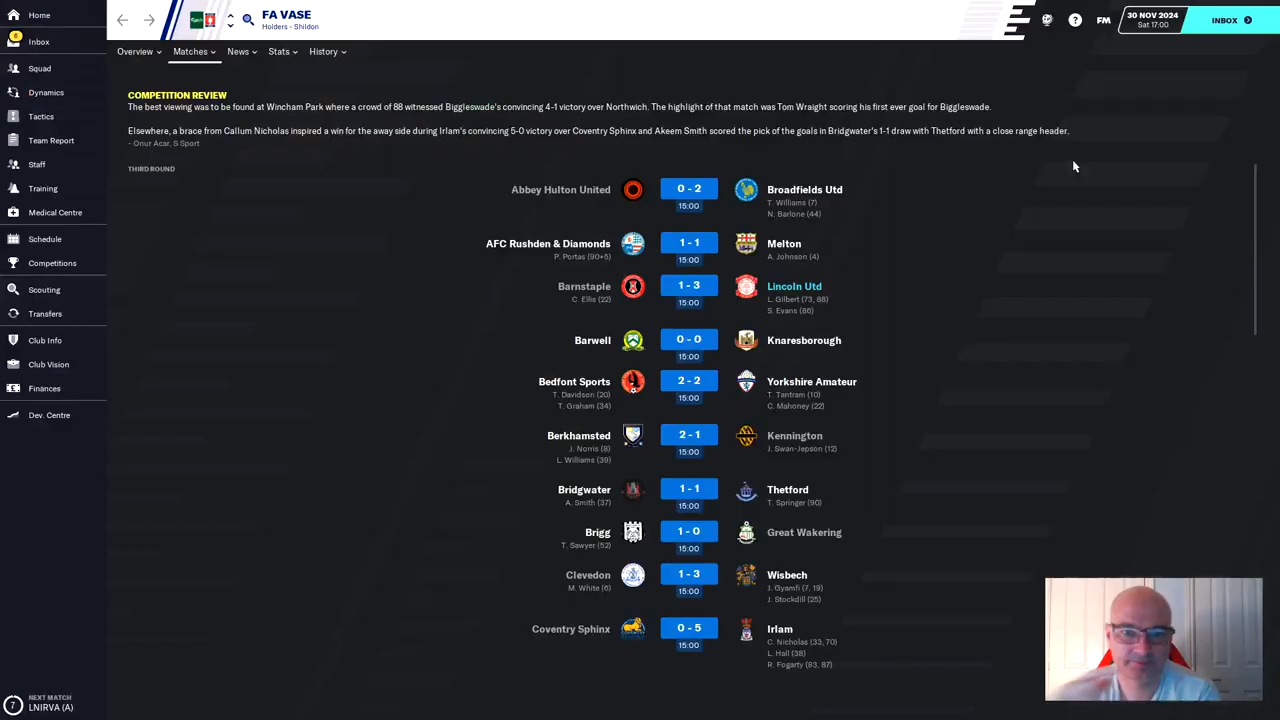 Home
FA VASE
Holders - Shildon
30 NOV 2024
Sat 17:00
INBOX
FM
?
6
Inbox
Overview
Matches
News
Stats
History
Squad
Dynamics
Tactics
Team Report
Staff
Training
Medical Centre
Schedule
Competitions
Scouting
Transfers
Club Info
Club Vision
Finances
Dev. Centre
NEXT MATCH
7
LNIRVA (A)
COMPETITION REVIEW
The best viewing was to be found at Wincham Park where a crowd of 88 witnessed Biggleswade's convincing 4-1 victory over Northwich. The highlight of that match was Tom Wraight scoring his first ever goal for Biggleswade.
Elsewhere, a brace from Callum Nicholas inspired a win for the away side during Irlam's convincing 5-0 victory over Coventry Sphinx and Akeem Smith scored the pick of the goals in Bridgwater's 1-1 draw with Thetford with a close range header.
- Onur Acar, S Sport
THIRD ROUND
Abbey Hulton United 0 - 2 Broadfields Utd
15:00 T. Williams (7)
N. Barlone (44)
AFC Rushden & Diamonds 1 - 1 Melton
P. Portas (90+5) 15:00 A. Johnson (4)
Barnstaple 1 - 3 Lincoln Utd
C. Ellis (22) 15:00 L. Gilbert (73, 88)
S. Evans (86)
Barwell 0 - 0 Knaresborough
15:00
Bedfont Sports 2 - 2 Yorkshire Amateur
T. Davidson (20) 15:00 T. Tantram (10)
T. Graham (34) C. Mahoney (22)
Berkhamsted 2 - 1 Kennington
J. Norris (8) 15:00 J. Swan-Jepson (12)
L. Williams (39)
Bridgwater 1 - 1 Thetford
A. Smith (37) 15:00 T. Springer (90)
Brigg 1 - 0 Great Wakering
T. Sawyer (52) 15:00
Clevedon 1 - 3 Wisbech
M. White (6) 15:00 J. Gyamfi (7, 19)
J. Stockdill (25)
Coventry Sphinx 0 - 5 Irlam
15:00 C. Nicholas (33, 70)
L. Hall (38)
R. Fogarty (83, 87)